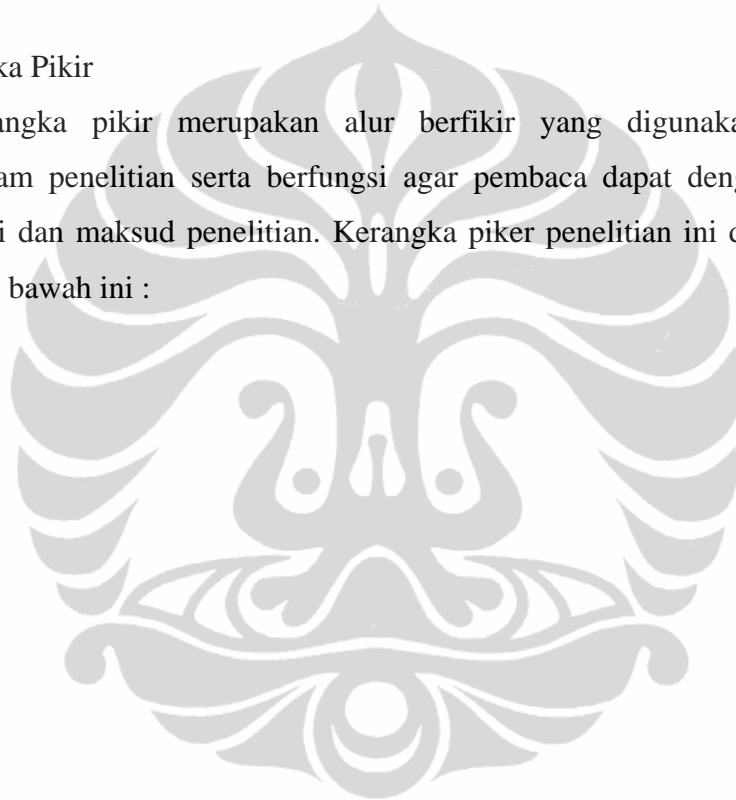 ka Pikir
angka pikir merupakan alur berfikir yang digunaka
am penelitian serta berfungsi agar pembaca dapat deng
i dan maksud penelitian. Kerangka piker penelitian ini d
bawah ini :